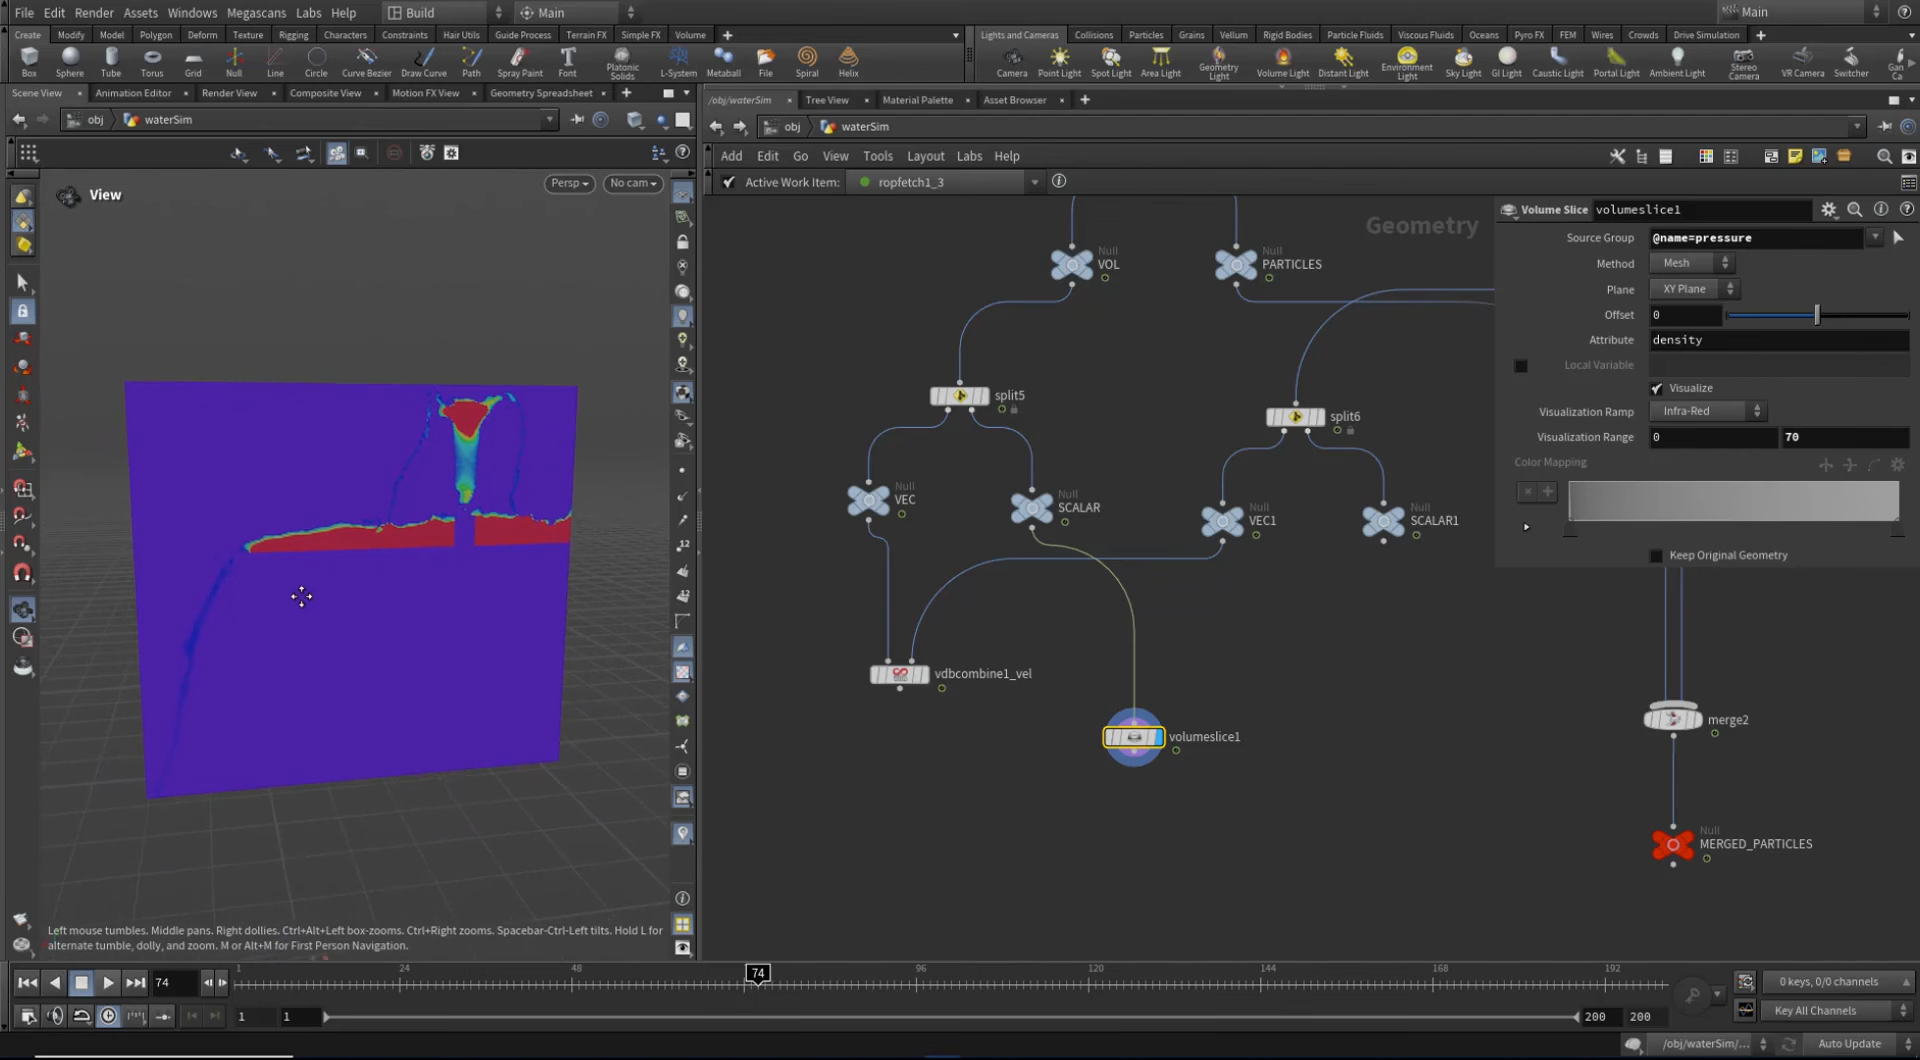 File Edit Render Assets Windows Megascans Labs Help Build Main Main
Create Modify Model Polygon Deform Texture Rigging Characters Constraints Hair Utils Guide Process Terrain FX Simple FX Volume
Lights and Cameras Collisions Particles Grains Vellum Rigid Bodies Particle Fluids Viscous Fluids Oceans Pyro FX FEM Wires Crowds Drive Simulation
Box Sphere Tube Torus Grid Null Line Circle Curve Bezier Draw Curve Path Spray Paint Font Platonic Solids L-System Metaball File Spiral Helix
Camera Point Light Spot Light Area Light Geometry Light Volume Light Distant Light Environment Light Sky Light GI Light Caustic Light Portal Light Ambient Light Stereo Camera VR Camera Switcher Gan Ca
Scene View Animation Editor Render View Composite View Motion FX View Geometry Spreadsheet
/obj/waterSim Tree View Material Palette Asset Browser
obj waterSim
obj waterSim
Add Edit Go View Tools Layout Labs Help
Active Work Item: ropfetch1_3
View
Persp
No cam
Geometry
Volume Slice volumeslice1
Source Group @name=pressure
Method Mesh
Plane XY Plane
Offset 0
Attribute density
Local Variable
Visualize
Visualization Ramp Infra-Red
Visualization Range 0 70
Color Mapping
Keep Original Geometry
Null
VOL
Null
PARTICLES
split5
split6
Null
VEC
Null
SCALAR
Null
VEC1
Null
SCALAR1
vdbcombine1_vel
volumeslice1
merge2
Null
MERGED_PARTICLES
Left mouse tumbles. Middle pans. Right dollies. Ctrl+Alt+Left box-zooms. Ctrl+Right zooms. Spacebar-Ctrl-Left tilts. Hold L for
alternate tumble, dolly, and zoom. M or Alt+M for First Person Navigation.
74
1 24 48 74 96 120 144 168 192
0 keys, 0/0 channels
1 1 200 200
Key All Channels
/obj/waterSim/... Auto Update